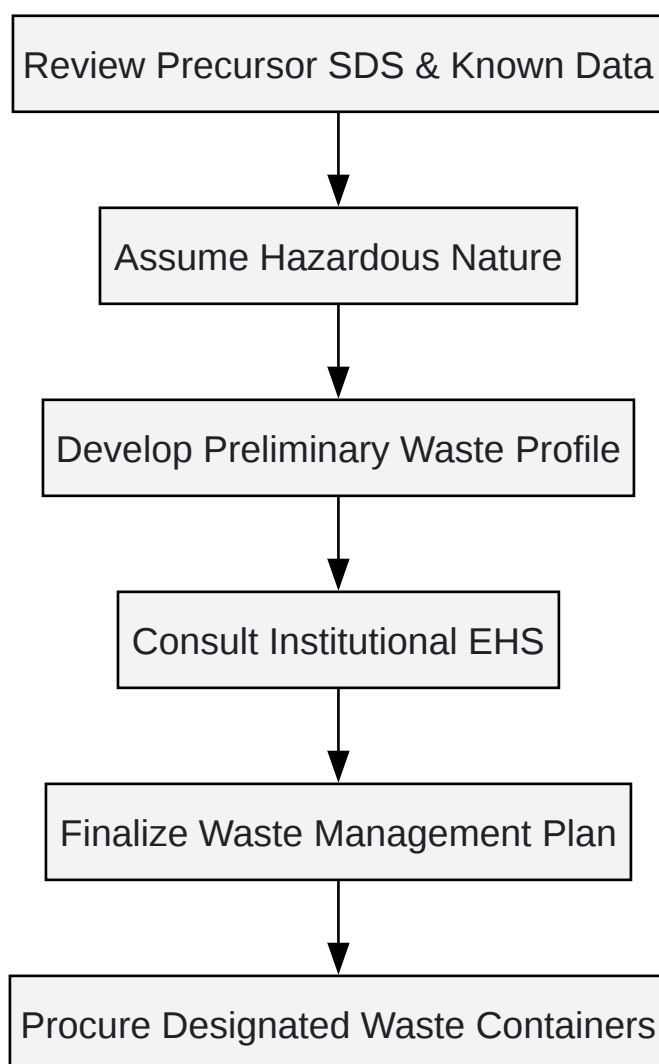 Review Precursor SDS & Known Data
Assume Hazardous Nature
Develop Preliminary Waste Profile
Consult Institutional EHS
Finalize Waste Management Plan
Procure Designated Waste Containers